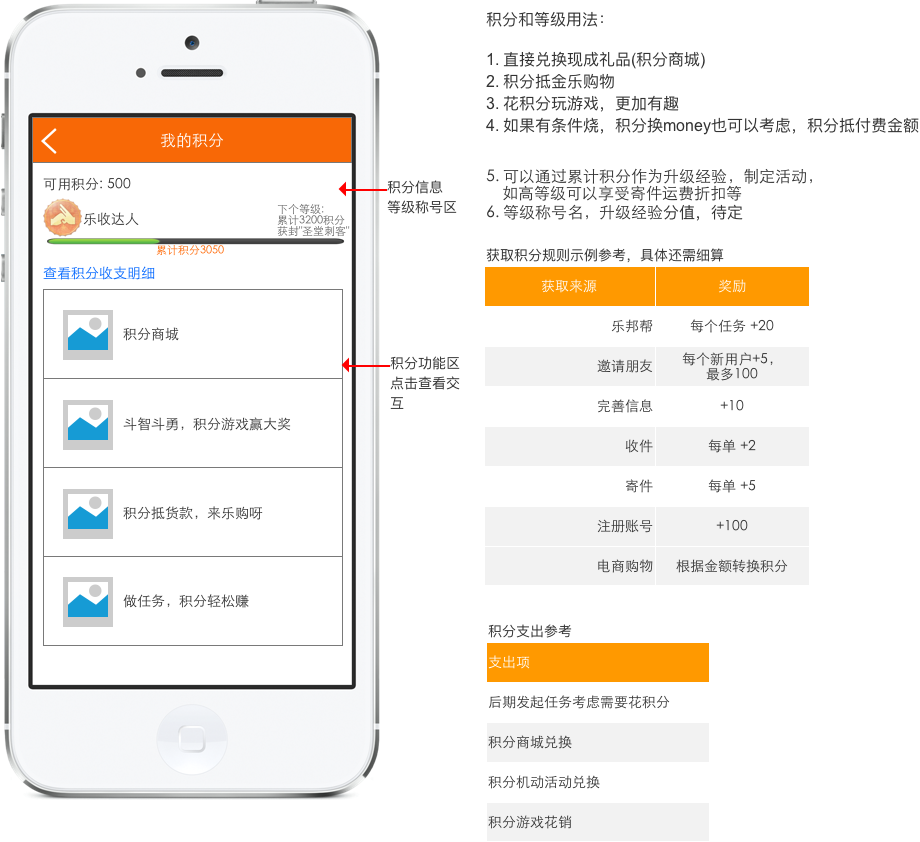 我的积分
可用积分: 500
乐收达人
下个等级:
累计3200积分
获封"圣堂刺客"
累计积分3050
查看积分收支明细
积分商城
斗智斗勇，积分游戏赢大奖
积分抵货款，来乐购呀
做任务，积分轻松赚
积分信息
等级称号区
积分功能区
点击查看交
互
积分和等级用法：
1. 直接兑换现成礼品(积分商城)
2. 积分抵金乐购物
3. 花积分玩游戏，更加有趣
4. 如果有条件烧，积分换money也可以考虑，积分抵付费金额
5. 可以通过累计积分作为升级经验，制定活动，
如高等级可以享受寄件运费折扣等
6. 等级称号名，升级经验分值，待定
获取积分规则示例参考，具体还需细算
获取来源 奖励
乐邦帮 每个任务 +20
邀请朋友 每个新用户+5，
最多100
完善信息 +10
收件 每单 +2
寄件 每单 +5
注册账号 +100
电商购物 根据金额转换积分
积分支出参考
支出项
后期发起任务考虑需要花积分
积分商城兑换
积分机动活动兑换
积分游戏花销